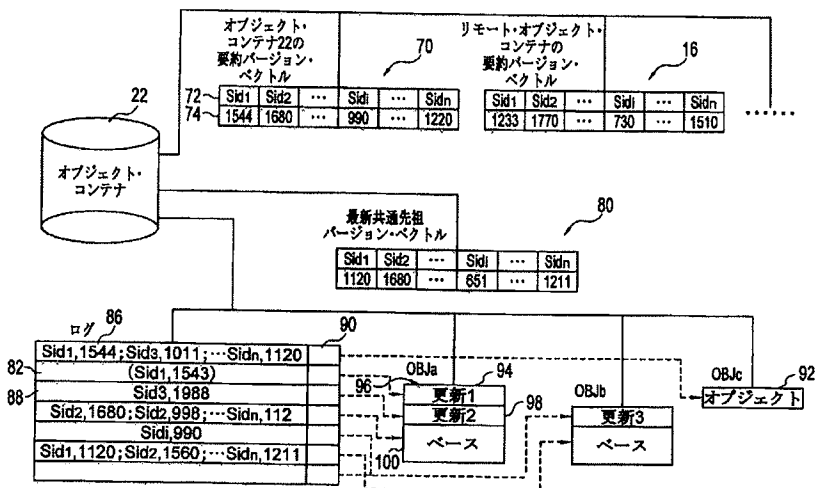 オブジェクト・
コンテナ22の
要約バージョン・
ベクトル
70
リモート・オブジェクト・
コンテナの
要約バージョン・
ベクトル
16
72
Sid1 Sid2 … Sidi … Sidn
74
1544 1680 … 990 … 1220
Sid1 Sid2 … Sidi … Sidn
1233 1770 … 730 … 1510
……
22
オブジェクト・
コンテナ
最新共通先祖
バージョン・ベクトル
80
Sid1 Sid2 … Sidi … Sidn
1120 1680 … 651 … 1211
ログ
86
90
Sid1,1544;Sid3,1011;…Sidn,1120
82
(Sid1,1543)
88
Sid3,1988
Sid2,1680;Sid2,998;…Sidn,112
Sidi,990
Sid1,1120;Sid2,1560;…Sidn,1211
OBJa
94
96
更新1
更新2
98
ベース
100
OBJb
更新3
ベース
OBJc
92
オブジェクト